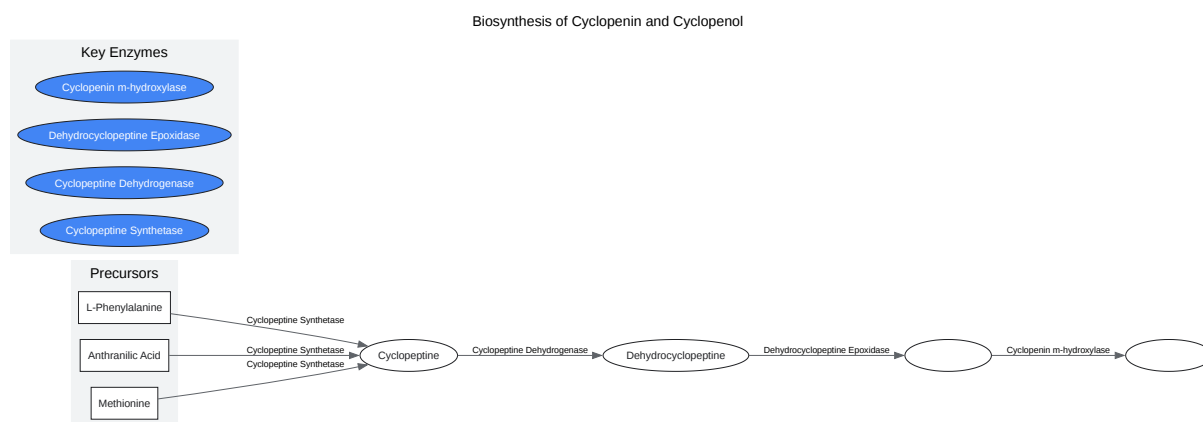 Biosynthesis of Cyclopenin and Cyclopenol
Key Enzymes
Cyclopenin m-hydroxylase
Dehydrocyclopeptine Epoxidase
Cyclopeptine Dehydrogenase
Cyclopeptine Synthetase
Precursors
L-Phenylalanine
Anthranilic Acid
Methionine
Cyclopeptine Synthetase
Cyclopeptine Synthetase
Cyclopeptine Synthetase
Cyclopeptine
Cyclopeptine Dehydrogenase
Dehydrocyclopeptine
Dehydrocyclopeptine Epoxidase
Cyclopenin m-hydroxylase